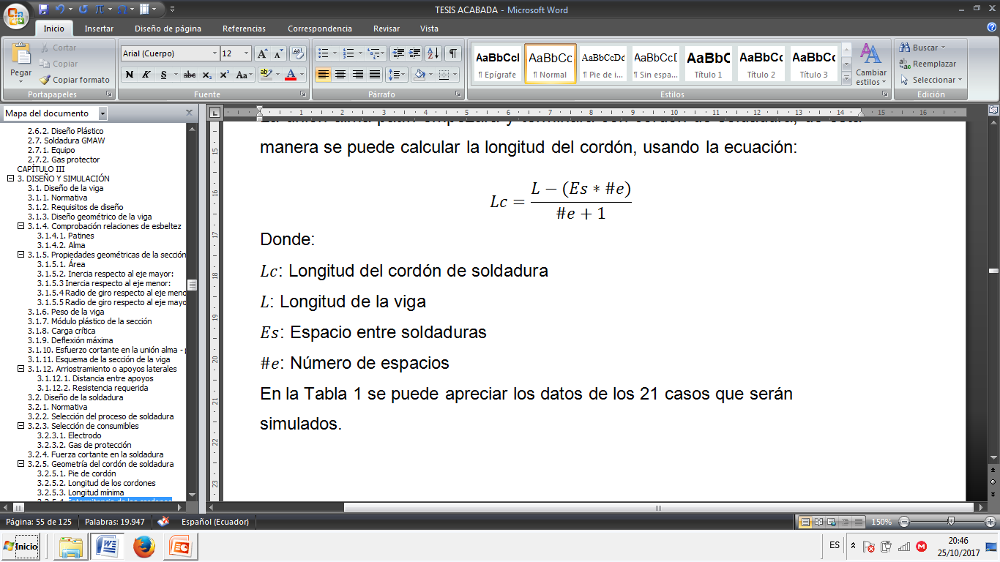 TESIS ACABADA - Microsoft Word
Inicio Insertar Diseño de página Referencias Correspondencia Revisar Vista
Pegar
Cortar
Copiar
Copiar formato
Portapapeles
Arial (Cuerpo) 12
N K S abc x₂ x² Aa
Fuente
Párrafo
AaBbCcI AaBbCc AaBbCcDd AaBbCcD AaBbC AaBbCc AaBbCc
¶ Epígrafe ¶ Normal ¶ Pie de i... ¶ Sin espa... Título 1 Título 2 Título 3
Estilos
Cambiar estilos
Buscar
Reemplazar
Seleccionar
Edición
Mapa del documento
2.6.2. Diseño Plástico
2.7. Soldadura GMAW
2.7.1. Equipo
2.7.2. Gas protector
CAPÍTULO III
3. DISEÑO Y SIMULACIÓN
3.1. Diseño de la viga
3.1.1. Normativa
3.1.2. Requisitos de diseño
3.1.3. Diseño geométrico de la viga
3.1.4. Comprobación relaciones de esbeltez
3.1.4.1. Patines
3.1.4.2. Alma
3.1.5. Propiedades geométricas de la sección
3.1.5.1. Área
3.1.5.2. Inercia respecto al eje mayor:
3.1.5.3 Inercia respecto al eje menor:
3.1.5.4 Radio de giro respecto al eje meno
3.1.5.5 Radio de giro respecto al eje mayo
3.1.6. Peso de la viga
3.1.7. Módulo plástico de la sección
3.1.8. Carga crítica
3.1.9. Deflexión máxima
3.1.10. Esfuerzo cortante en la unión alma - p
3.1.11. Esquema de la sección de la viga
3.1.12. Arriostramiento o apoyos laterales
3.1.12.1. Distancia entre apoyos
3.1.12.2. Resistencia requerida
3.2. Diseño de la soldadura
3.2.1. Normativa
3.2.2. Selección del proceso de soldadura
3.2.3. Selección de consumibles
3.2.3.1. Electrodo
3.2.3.2. Gas de protección
3.2.4. Fuerza cortante en la soldadura
3.2.5. Geometría del cordón de soldadura
3.2.5.1. Pie de cordón
3.2.5.2. Longitud de los cordones
3.2.5.3. Longitud mínima
manera se puede calcular la longitud del cordón, usando la ecuación:
Lc = (L − (Es ∗ #e)) / (#e + 1)
Donde:
Lc: Longitud del cordón de soldadura
L: Longitud de la viga
Es: Espacio entre soldaduras
#e: Número de espacios
En la Tabla 1 se puede apreciar los datos de los 21 casos que serán
simulados.
Página: 55 de 125 Palabras: 19.947 Español (Ecuador) 150%
Inicio ES 20:46
25/10/2017